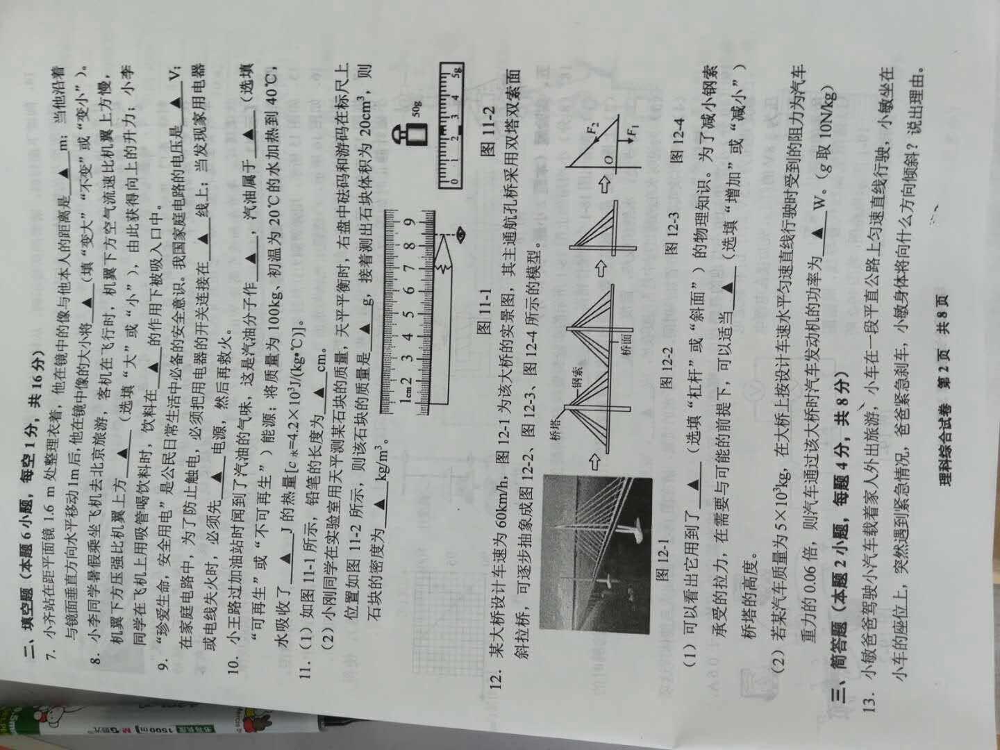 二、填空题（本题 6 小题，每空 1 分，共 16 分）
7．小齐站在距平面镜 1.6 m 处整理衣着，他在镜中的像与他本人的距离是 ▲ m；当他沿着
与镜面垂直方向水平移动 1m 后，他在镜中像的大小将 ▲ （填“变大”“不变”或“变小”）。
8．小李同学暑假乘坐飞机去北京旅游，客机在飞行时，机翼下方空气流速比机翼上方慢，
机翼下方压强比机翼上方 ▲ （选填“大”或“小”），由此获得向上的升力；小李
同学在飞机上用吸管喝饮料时，饮料在 ▲ 的作用下被吸入口中。
9．“珍爱生命，安全用电”是公民日常生活中必备的安全意识。我国家庭电路的电压是 ▲ V；
在家庭电路中，为了防止触电，必须把用电器的开关连接在 ▲ 线上；当发现家用电器
或电线失火时，必须先 ▲ 电源，然后再救火。
10．小王路过加油站时闻到了汽油的气味，这是汽油分子作 ▲ ，汽油属于 ▲ （选填
“可再生”或“不可再生”）能源；将质量为 100kg、初温为 20℃的水加热到 40℃，
水吸收了 ▲ J 的热量[c水=4.2×10³J/(kg•℃)]。
11．（1）如图 11-1 所示，铅笔的长度为 ▲ cm。
（2）小刚同学在实验室用天平测某石块的质量，天平平衡时，右盘中砝码和游码在标尺上
位置如图 11-2 所示，则该石块的质量是 ▲ g，接着测出石块体积为 20cm³，则
石块的密度为 ▲ kg/m³。
1cm 2 3 4 5 6 7 8 9
50g
0 1 2 3 4 5g
图 11-1
图 11-2
12．某大桥设计车速为 60km/h，图 12-1 为该大桥的实景图，其主通航孔桥采用双塔双索面
斜拉桥，可逐步抽象成图 12-2、图 12-3、图 12-4 所示的模型。
桥塔
钢索
桥面
O
F₂
F₁
图 12-1
图 12-2
图 12-3
图 12-4
（1）可以看出它用到了 ▲ （选填“杠杆”或“斜面”）的物理知识。为了减小钢索
承受的拉力，在需要与可能的前提下，可以适当 ▲ （选填“增加”或“减小”）
桥塔的高度。
（2）若某汽车质量为 5×10³kg，在大桥上按设计车速水平匀速直线行驶时受到的阻力为汽车
重力的 0.06 倍，则汽车通过该大桥时汽车发动机的功率为 ▲ W。（g 取 10N/kg）
三、简答题（本题 2 小题，每题 4 分，共 8 分）
13．小敏爸爸驾驶小汽车载着家人外出旅游，小车在一段平直公路上匀速直线行驶，小敏坐在
小车的座位上，突然遇到紧急情况，爸爸紧急刹车，小敏身体将向什么方向倾斜？说出理由。
理科综合试卷 第 2 页 共 8 页
1500m